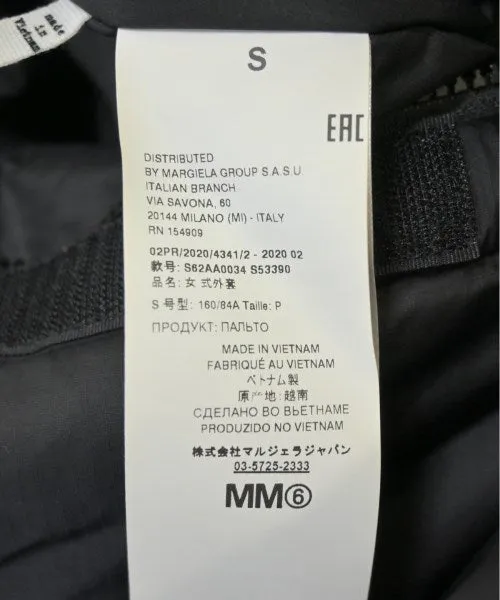 made
in
Vietnam
S
EAC
DISTRIBUTED
BY MARGIELA GROUP S.A.S.U.
ITALIAN BRANCH
VIA SAVONA, 60
20144 MILANO (MI) - ITALY
RN 154909
02PR/2020/4341/2 - 2020 02
款号: S62AA0034 S53390
品名: 女 式外套
S 号型: 160/84A Taille: P
ПРОДУКТ: ПАЛЬТО
MADE IN VIETNAM
FABRIQUÉ AU VIETNAM
ベトナム製
原产地: 越南
СДЕЛАНО ВО ВЬЕТНАМЕ
PRODUZIDO NO VIETNÃ
株式会社マルジェラジャパン
03-5725-2333
MM⑥